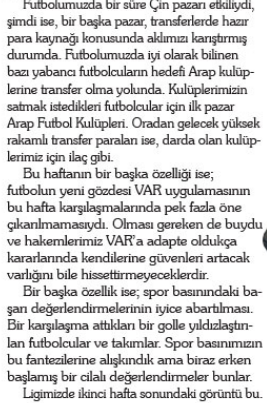 Futbolumuzda bir süre Çin pazarı etkiliydi,
şimdi ise, bir başka pazar, transferlerde hazır
para kaynağı konusunda aklımızı karıştırmış
durumda. Futbolumuzda iyi olarak bilinen
bazı yabancı futbolcuların hedefi Arap kulüp-
lerine transfer olma yolunda. Kulüplerimizin
satmak istedikleri futbolcular için ilk pazar
Arap Futbol Kulüpleri. Oradan gelecek yüksek
rakamlı transfer paraları ise, darda olan kulüp-
lerimiz için ilaç gibi.
Bu haftanın bir başka özelliği ise;
futbolun yeni gözdesi VAR uygulamasının
bu hafta karşılaşmalarında pek fazla öne
çıkarılmamasıydı. Olması gereken de buydu
ve hakemlerimiz VAR'a adapte oldukça
kararlarında kendilerine güvenleri artacak
varlığını bile hissettirmeyeceklerdir.
Bir başka özellik ise; spor basınındaki ba-
şarı değerlendirmelerinin iyice abartılması.
Bir karşılaşma attıkları bir golle yıldızlaştırı-
lan futbolcular ve takımlar. Spor basınımızın
bu fantezilerine alışkındık ama biraz erken
başlamış bir cilalı değerlendirmeler bunlar.
Ligimizde ikinci hafta sonundaki görüntü bu.